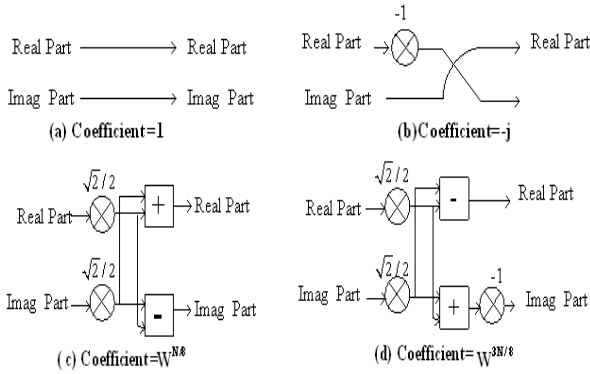 Real Part
Real Part
Imag Part
Imag Part
(a) Coefficient=1
-1
Real Part
Real Part
Imag Part
(b)Coefficient=-j
√2/2
Real Part
+
Real Part
√2/2
Imag Part
-
Imag Part
(c) Coefficient=W^N/8
√2/2
Real Part
-
Real Part
√2/2
-1
Imag Part
+
Imag Part
(d) Coefficient= W^3N/8